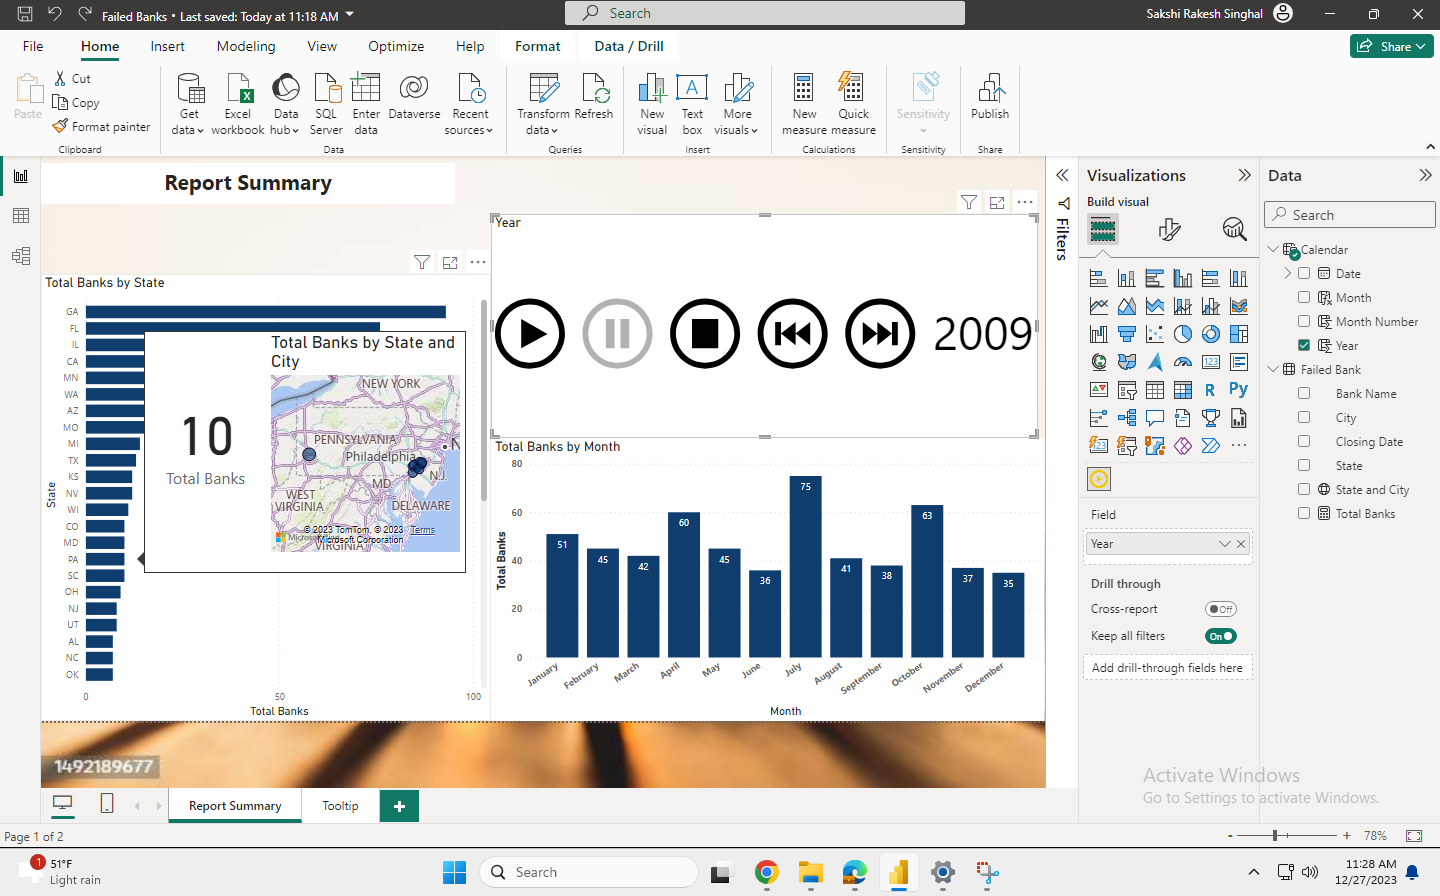 Failed Banks • Last saved: Today at 11:18 AM
Search
Sakshi Rakesh Singhal
File
Home
Insert
Modeling
View
Optimize
Help
Format
Data / Drill
Share
Paste
Cut
Copy
Format painter
Get data
Excel workbook
Data hub
SQL Server
Enter data
Dataverse
Recent sources
Transform data
Refresh
New visual
Text box
More visuals
New measure
Quick measure
Sensitivity
Publish
Clipboard
Data
Queries
Insert
Calculations
Sensitivity
Share
Report Summary
Year
2009
Total Banks by State
GA
FL
IL
CA
MN
WA
AZ
MO
MI
TX
KS
NV
WI
CO
MD
PA
SC
OH
NJ
UT
AL
NC
OK
State
0
50
100
Total Banks
10
Total Banks
Total Banks by State and
City
NEW YORK
PENNSYLVANIA
Philadelphia
N
MD
N.J.
WEST
VIRGINIA
DELAWARE
© 2023 TomTom, © 2023 Terms
Microsoft Corporation
Microsoft
VIRGINIA
Total Banks by Month
80
60
40
20
0
Total Banks
51
45
42
60
45
36
75
41
38
63
37
35
January
February
March
April
May
June
July
August
September
October
November
December
Month
1492189677
Filters
Visualizations
Build visual
123
R
Py
123
Field
Year
Drill through
Cross-report
Off
Keep all filters
On
Add drill-through fields here
Data
Search
Calendar
Date
Month
Month Number
Year
Failed Bank
Bank Name
City
Closing Date
State
State and City
Total Banks
Activate Windows
Go to Settings to activate Windows.
Report Summary
Tooltip
Page 1 of 2
- + 78%
1
51°F
Light rain
Search
11:28 AM
12/27/2023